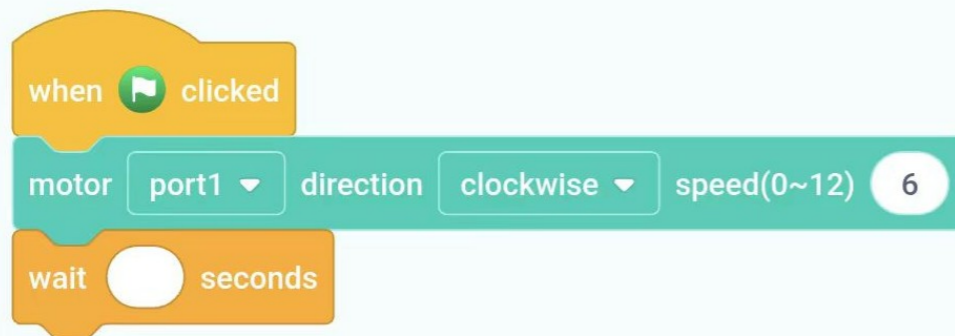 when clicked
motor port1 direction clockwise speed(0~12) 6
wait seconds